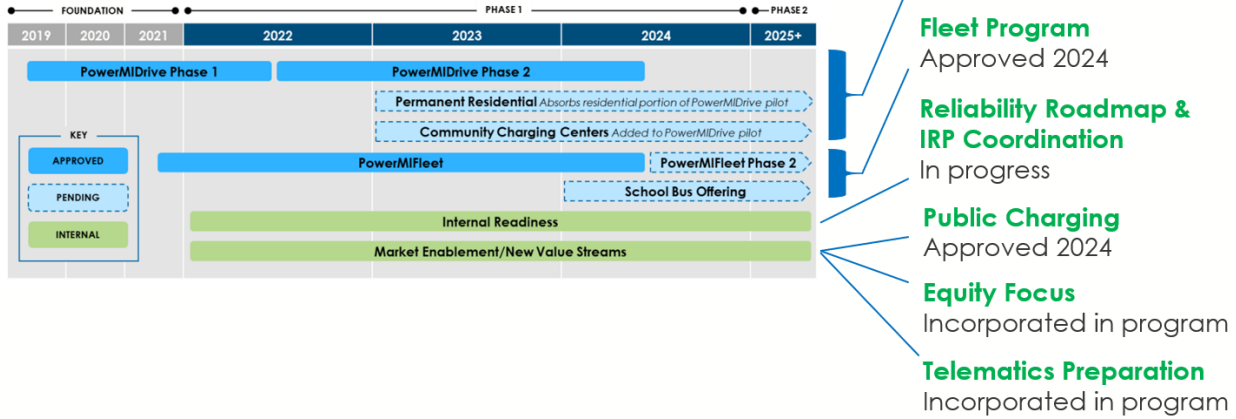 FOUNDATION
PHASE 1
PHASE 2
2019
2020
2021
2022
2023
2024
2025+
PowerMIDrive Phase 1
PowerMIDrive Phase 2
Permanent Residential Absorbs residential portion of PowerMIDrive pilot
Community Charging Centers Added to PowerMIDrive pilot
KEY
APPROVED
PENDING
INTERNAL
PowerMIFleet
PowerMIFleet Phase 2
School Bus Offering
Internal Readiness
Market Enablement/New Value Streams
Fleet Program
Approved 2024
Reliability Roadmap &
IRP Coordination
In progress
Public Charging
Approved 2024
Equity Focus
Incorporated in program
Telematics Preparation
Incorporated in program